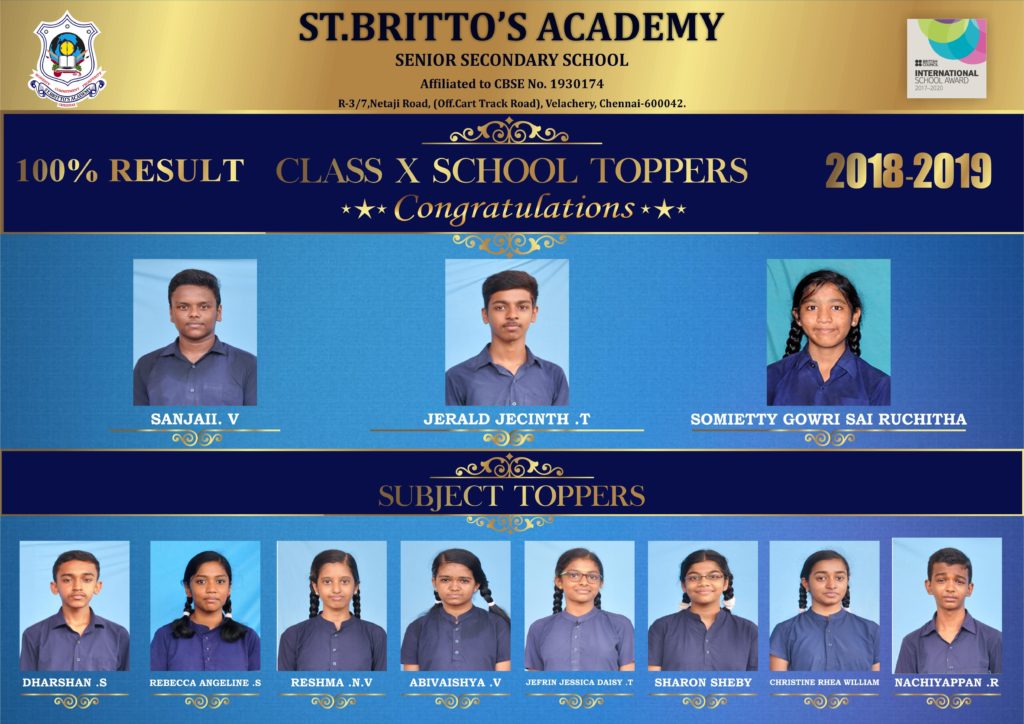 ST.BRITTO'S ACADEMY
SENIOR SECONDARY SCHOOL
Affiliated to CBSE No. 1930174
R-3/7,Netaji Road, (Off.Cart Track Road), Velachery, Chennai-600042.
ST.BRITTO'S ACADEMY
BRITISH COUNCIL
INTERNATIONAL
SCHOOL AWARD
2017–2020
100% RESULT
CLASS X SCHOOL TOPPERS
2018-2019
Congratulations
SANJAII. V
JERALD JECINTH .T
SOMIETTY GOWRI SAI RUCHITHA
SUBJECT TOPPERS
DHARSHAN .S
REBECCA ANGELINE .S
RESHMA .N.V
ABIVAISHYA .V
JEFRIN JESSICA DAISY .T
SHARON SHEBY
CHRISTINE RHEA WILLIAM
NACHIYAPPAN .R